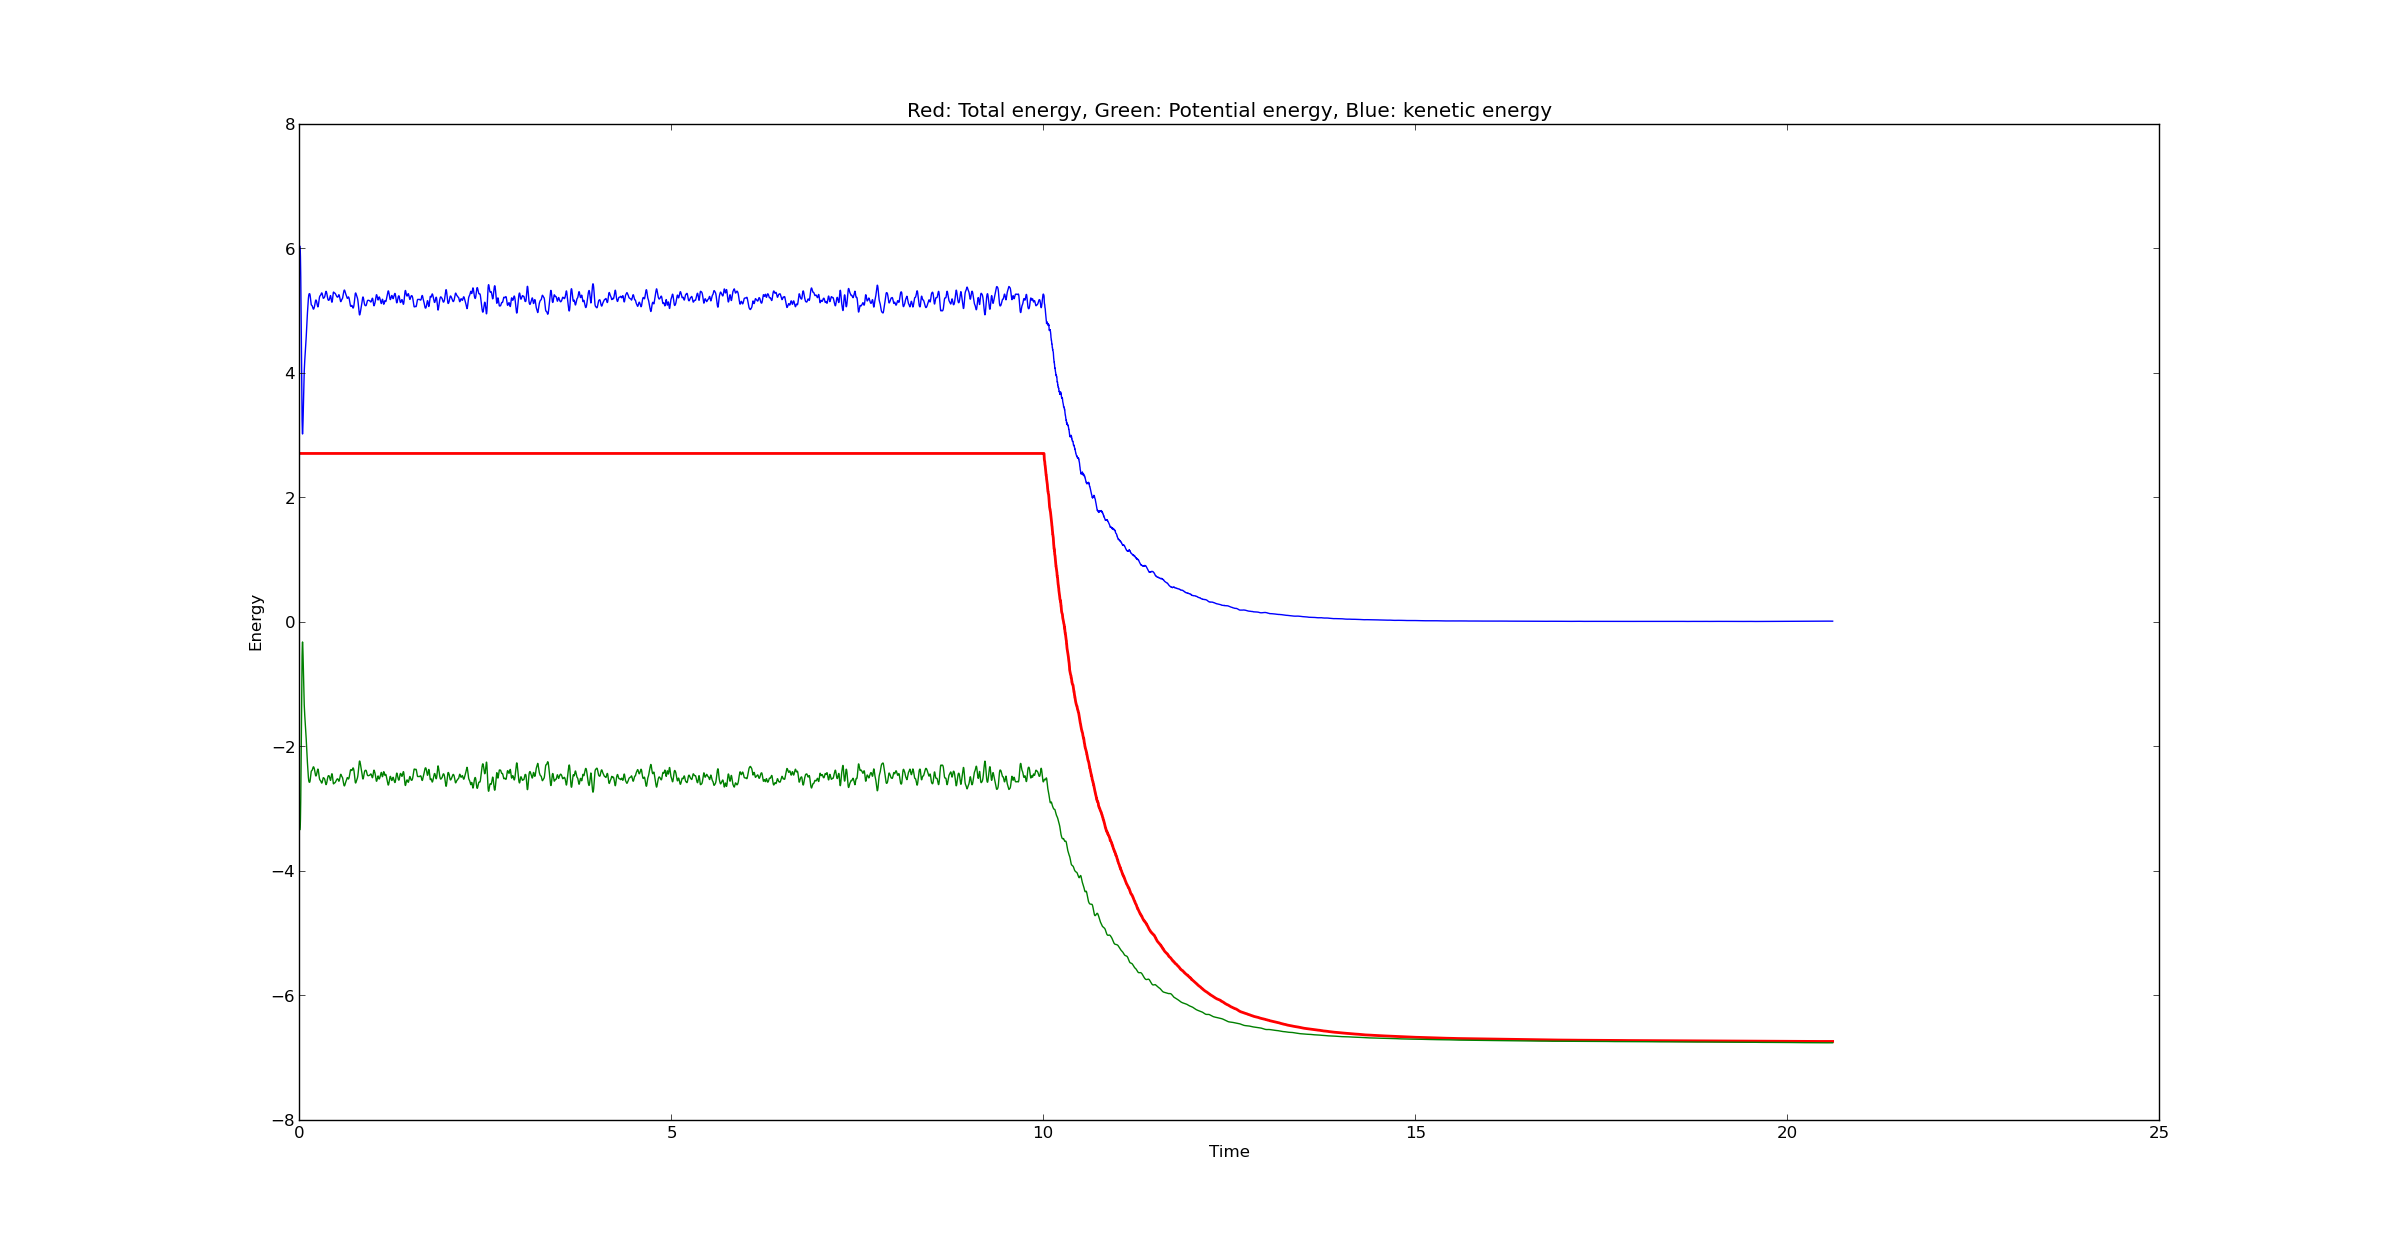 Red: Total energy, Green: Potential energy, Blue: kenetic energy
8
6
4
2
0
−2
−4
−6
−8
Energy
0 5 10 15 20 25
Time